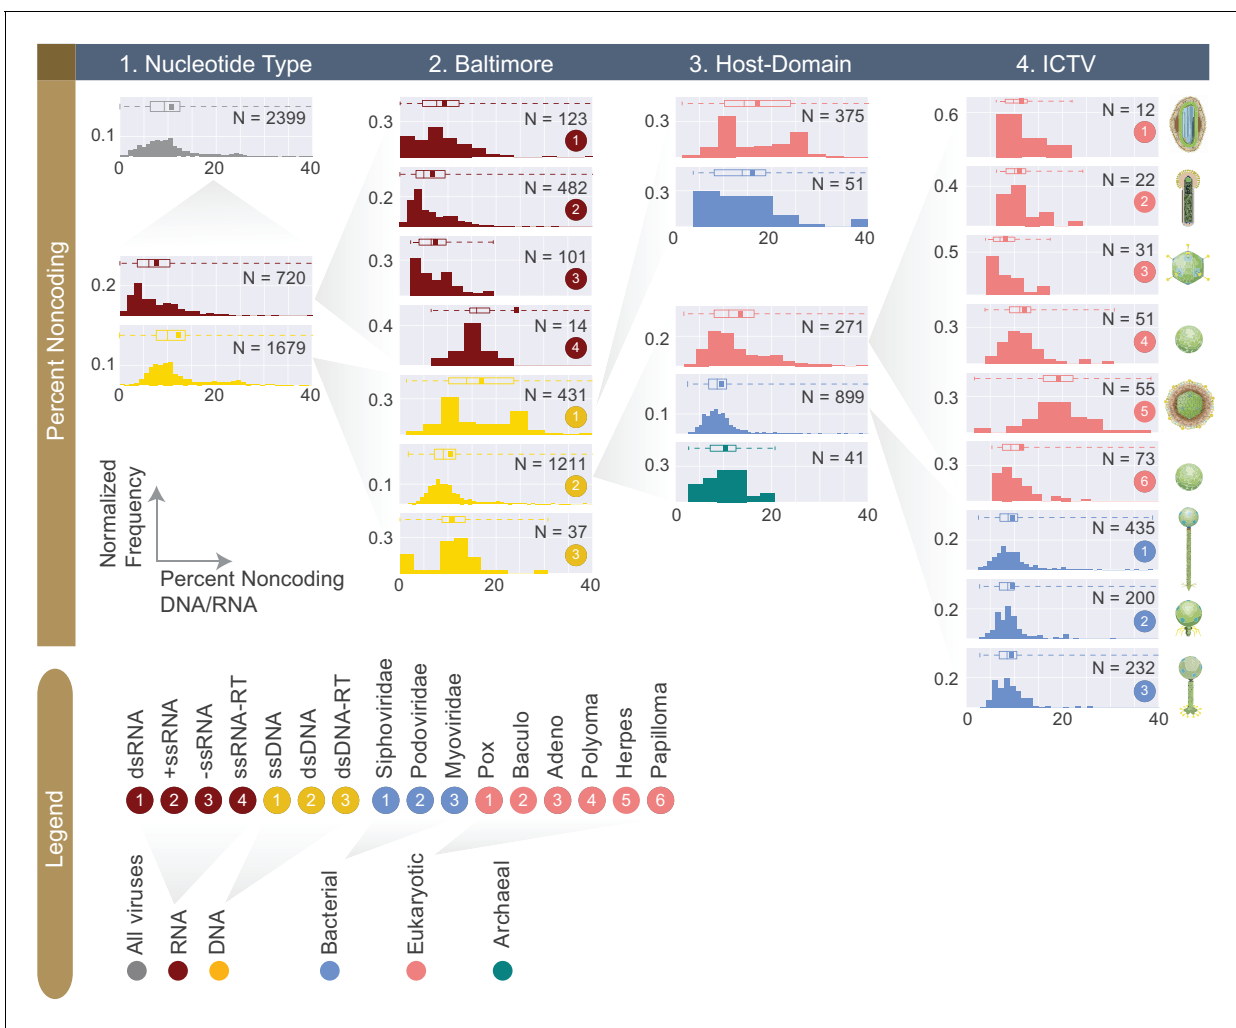 1. Nucleotide Type
2. Baltimore
3. Host-Domain
4. ICTV
Percent Noncoding
N = 2399
0.1
0
20
40
N = 720
0.2
N = 1679
0.1
0
20
40
Normalized
Frequency
Percent Noncoding
DNA/RNA
N = 123
0.3
1
N = 482
0.2
2
N = 101
0.3
3
N = 14
0.4
4
N = 431
0.3
1
N = 1211
0.1
2
N = 37
0.3
3
0
20
40
N = 375
0.3
N = 51
0.3
0
20
40
N = 271
0.2
N = 899
0.1
N = 41
0.3
0
20
40
N = 12
0.6
1
N = 22
0.4
2
N = 31
0.5
3
N = 51
0.3
4
N = 55
0.3
5
N = 73
0.3
6
N = 435
0.2
1
N = 200
0.2
2
N = 232
0.2
3
0
20
40
Legend
dsRNA
+ssRNA
-ssRNA
ssRNA-RT
ssDNA
dsDNA
dsDNA-RT
Siphoviridae
Podoviridae
Myoviridae
Pox
Baculo
Adeno
Polyoma
Herpes
Papilloma
1 2 3 4 1 2 3 1 2 3 1 2 3 4 5 6
All viruses
RNA
DNA
Bacterial
Eukaryotic
Archaeal